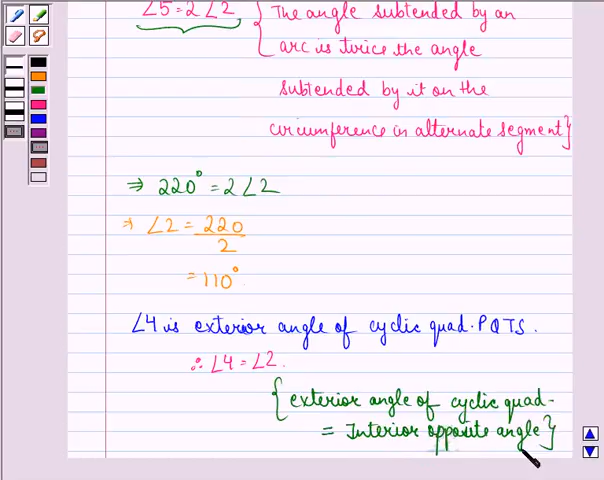 ∠5 = 2 ∠2 { The angle subtended by an
arc is twice the angle
subtended by it on the
circumference in alternate segment}
⇒ 220° = 2 ∠2
⇒ ∠2 = 220
2
= 110°
∠4 is exterior angle of cyclic quad. PQTS.
∴ ∠4 = ∠2.
{ exterior angle of cyclic quad.
= Interior opposite angle}